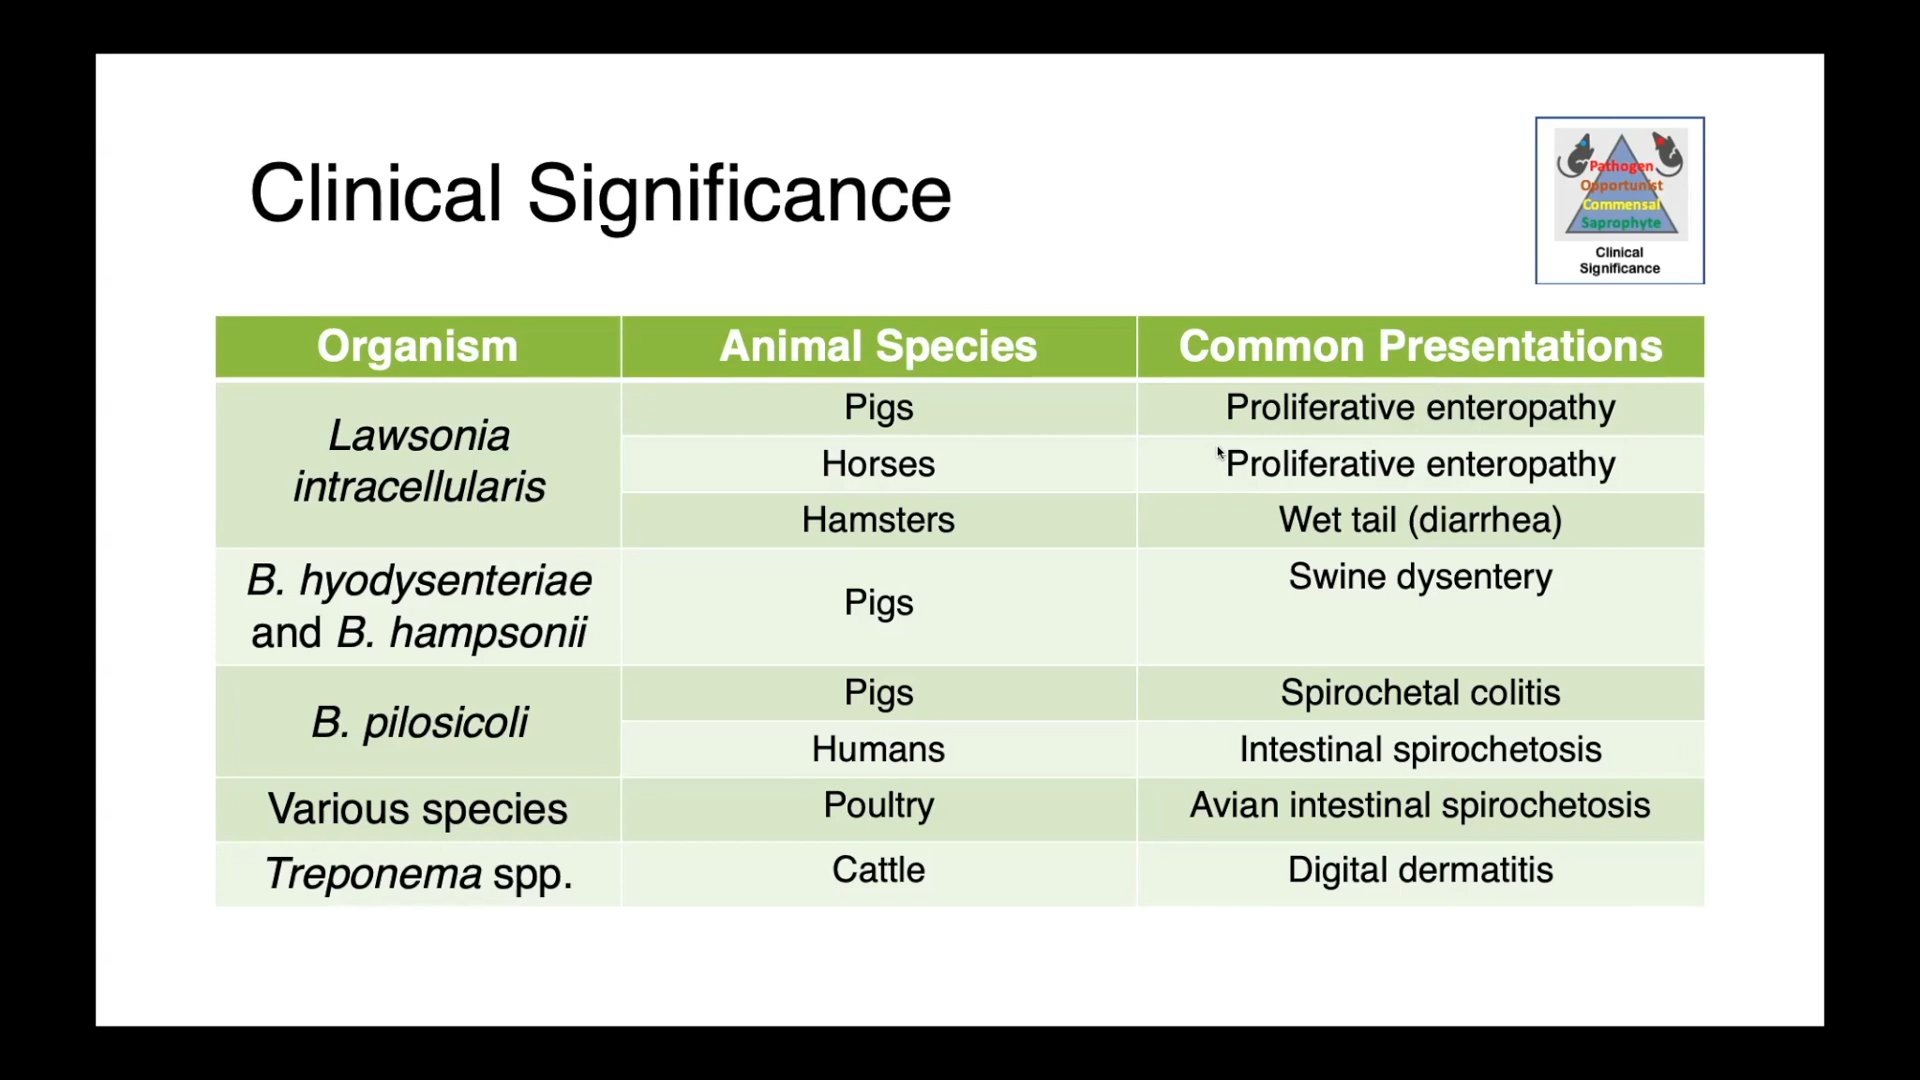 Clinical Significance
Pathogen
Opportunist
Commensal
Saprophyte
Clinical
Significance
Organism
Animal Species
Common Presentations
Lawsonia
intracellularis
Pigs
Proliferative enteropathy
Horses
Proliferative enteropathy
Hamsters
Wet tail (diarrhea)
B. hyodysenteriae
and B. hampsonii
Pigs
Swine dysentery
B. pilosicoli
Pigs
Spirochetal colitis
Humans
Intestinal spirochetosis
Various species
Poultry
Avian intestinal spirochetosis
Treponema spp.
Cattle
Digital dermatitis